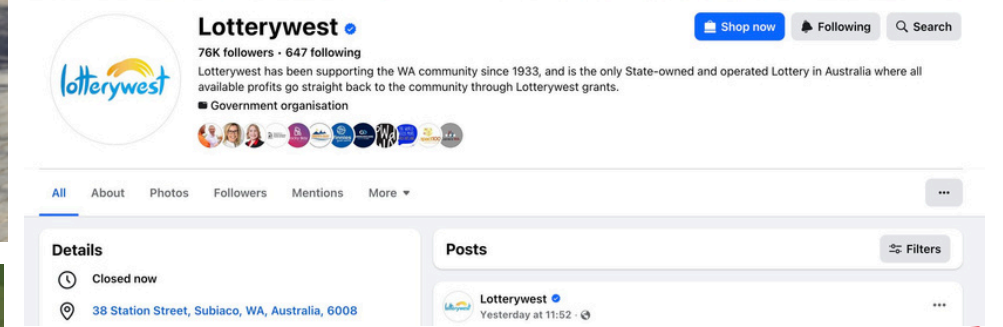 Lotterywest
Shop now
Following
Search
76K followers · 647 following
Lotterywest has been supporting the WA community since 1933, and is the only State-owned and operated Lottery in Australia where all
available profits go straight back to the community through Lotterywest grants.
Government organisation
lotterywest
All
About
Photos
Followers
Mentions
More
Details
Closed now
38 Station Street, Subiaco, WA, Australia, 6008
Posts
Filters
Lotterywest
Yesterday at 11:52 ·